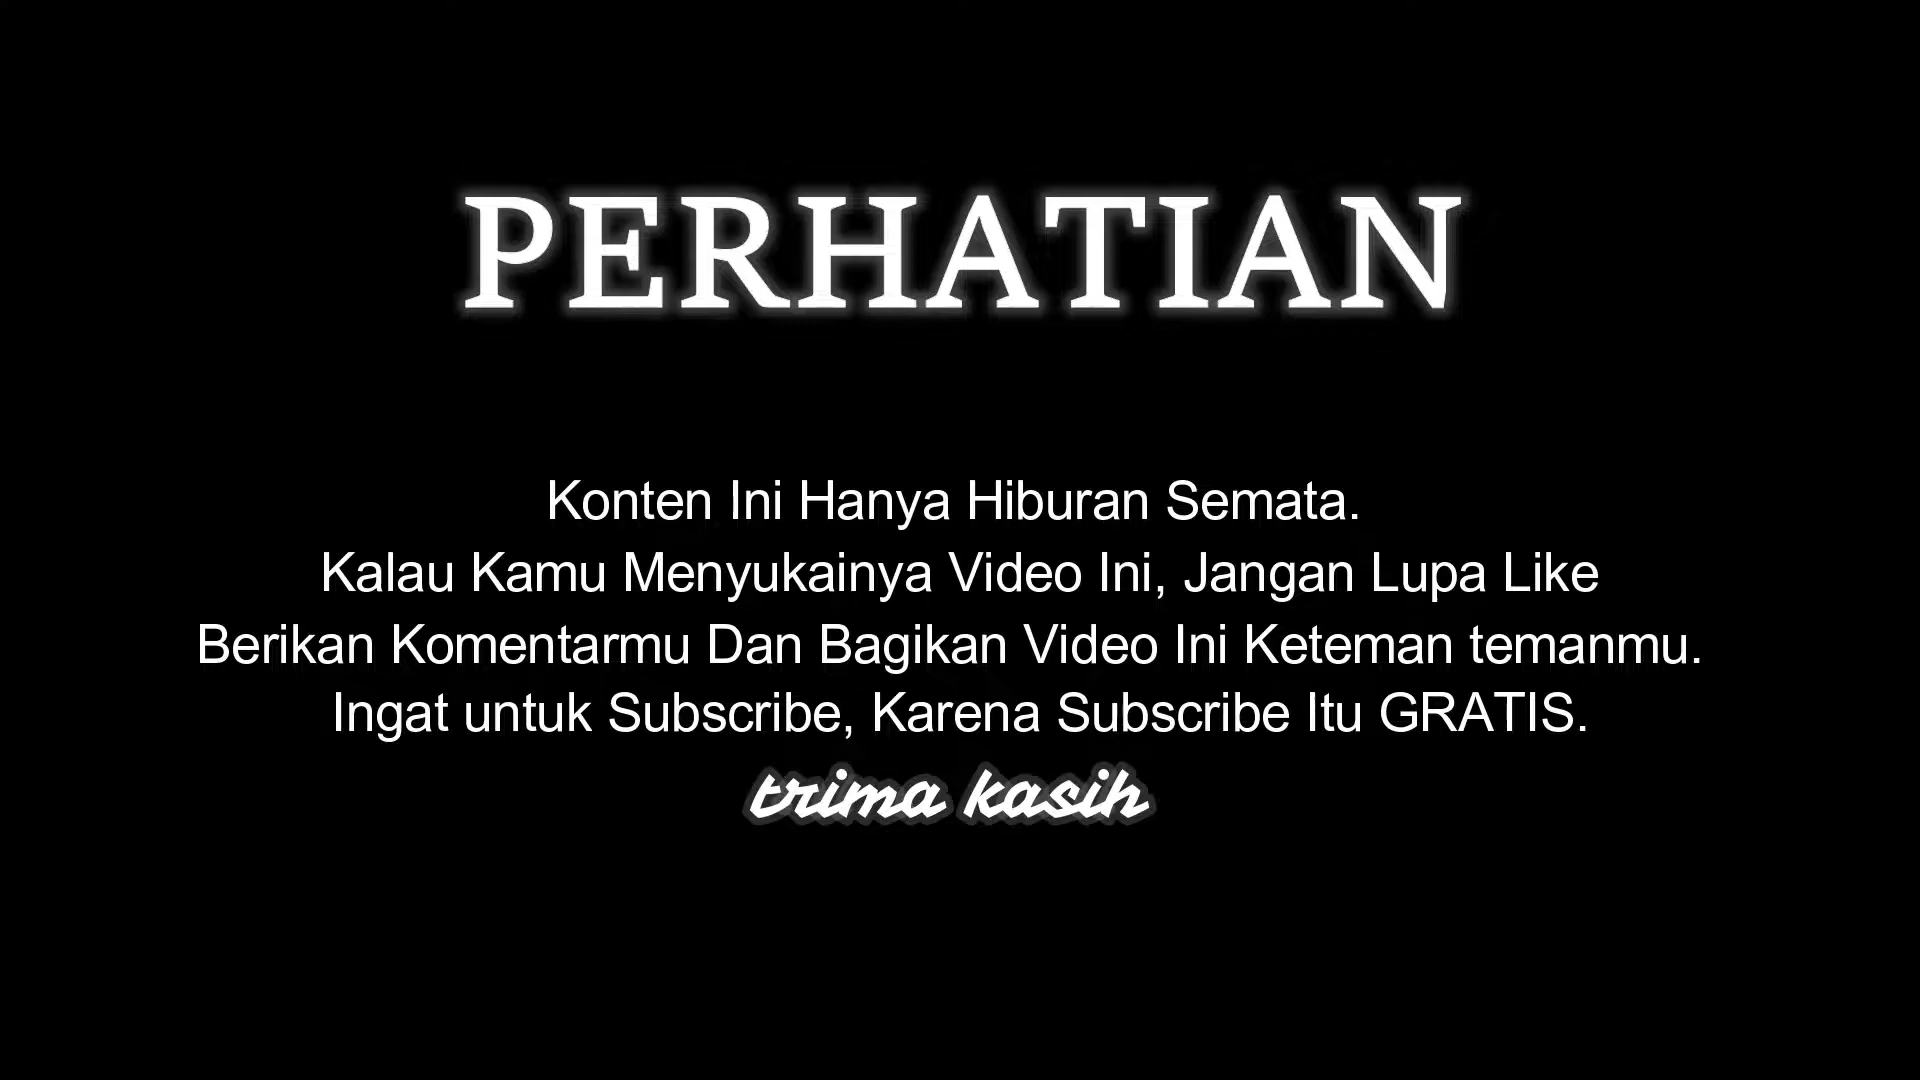 PERHATIAN
Konten Ini Hanya Hiburan Semata.
Kalau Kamu Menyukainya Video Ini, Jangan Lupa Like
Berikan Komentarmu Dan Bagikan Video Ini Keteman temanmu.
Ingat untuk Subscribe, Karena Subscribe Itu GRATIS.
trima kasih